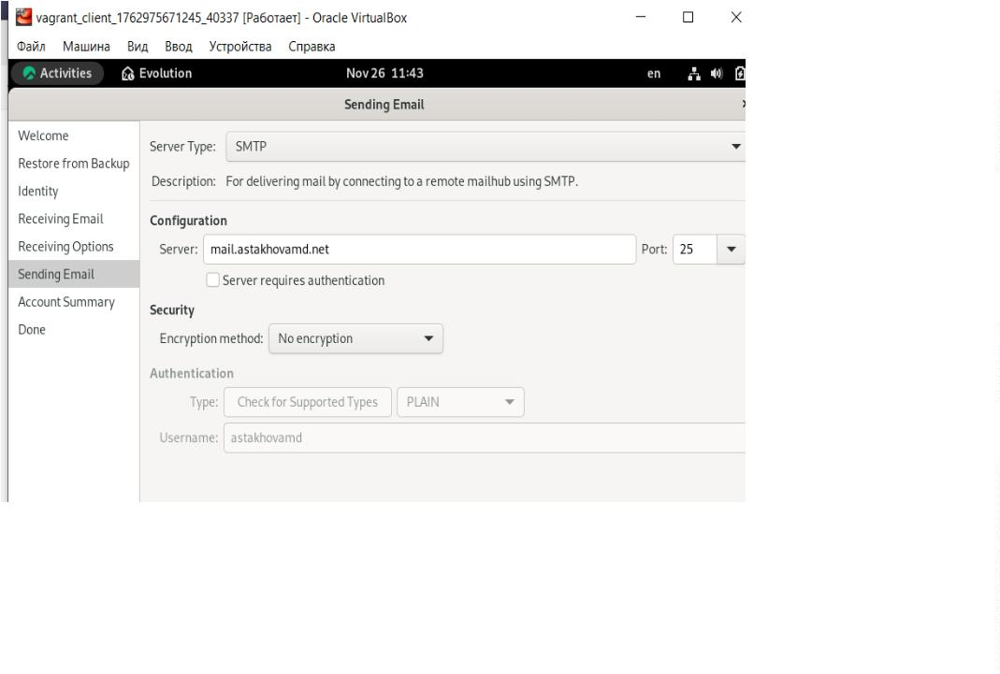 vagrant_client_1762975671245_40337 [Работает] - Oracle VirtualBox
Файл Машина Вид Ввод Устройства Справка
Activities Evolution Nov 26 11:43 en
Sending Email
Welcome
Restore from Backup
Identity
Receiving Email
Receiving Options
Sending Email
Account Summary
Done
Server Type: SMTP
Description: For delivering mail by connecting to a remote mailhub using SMTP.
Configuration
Server: mail.astakhovamd.net Port: 25
Server requires authentication
Security
Encryption method: No encryption
Authentication
Type: Check for Supported Types PLAIN
Username: astakhovamd